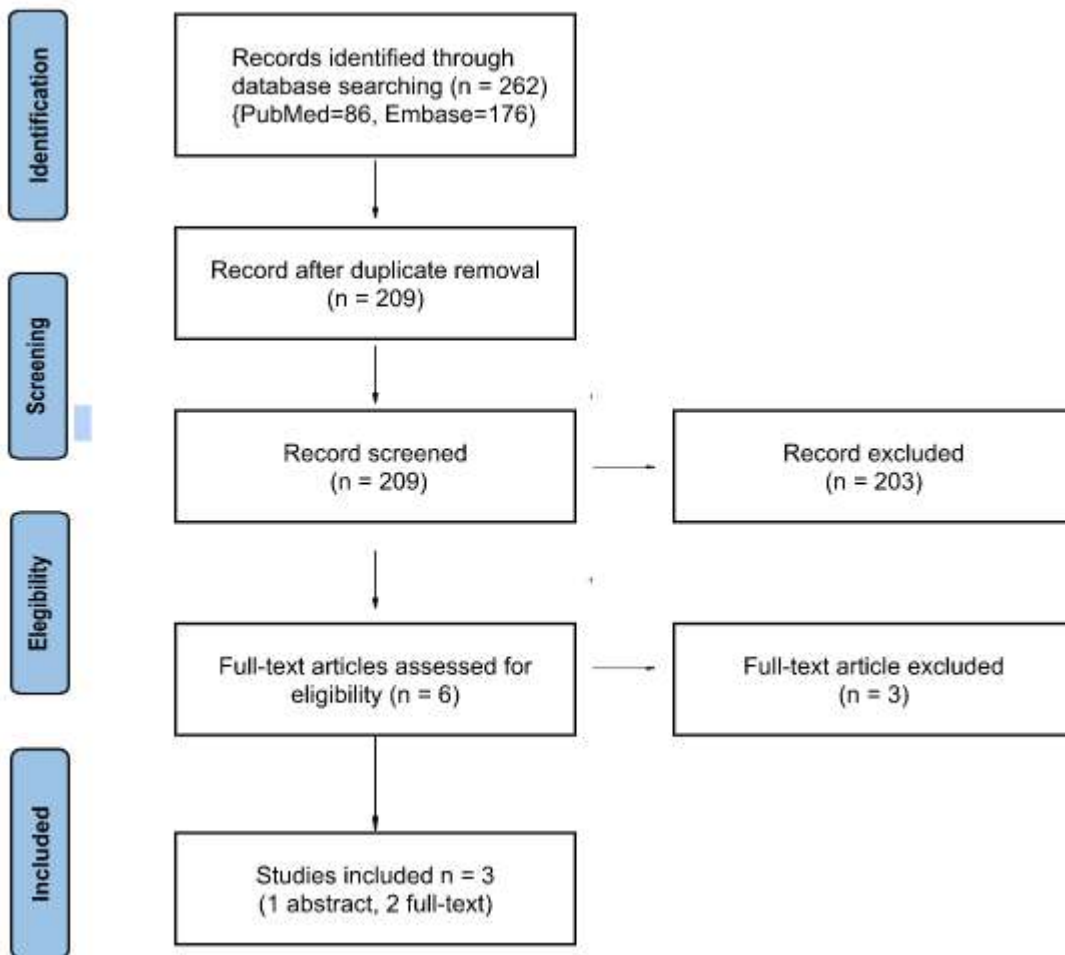 Identification
Records identified through
database searching (n = 262)
{PubMed=86, Embase=176)
Record after duplicate removal
(n = 209)
Screening
Record screened
(n = 209)
Record excluded
(n = 203)
Elegibility
Full-text articles assessed for
eligibility (n = 6)
Full-text article excluded
(n = 3)
Included
Studies included n = 3
(1 abstract, 2 full-text)